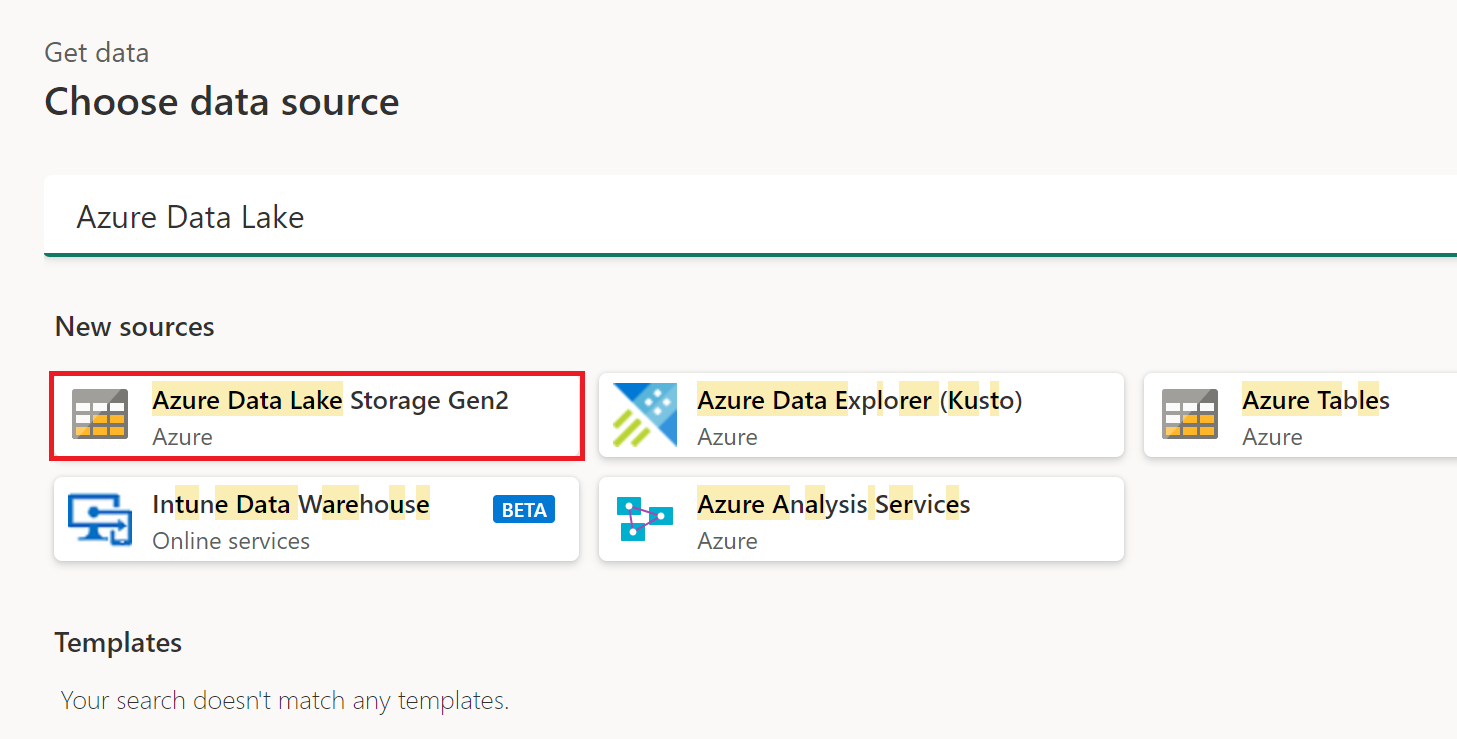 Get data
Choose data source
Azure Data Lake
New sources
Azure Data Lake Storage Gen2
Azure
Azure Data Explorer (Kusto)
Azure
Azure Tables
Azure
Intune Data Warehouse
Online services
BETA
Azure Analysis Services
Azure
Templates
Your search doesn't match any templates.